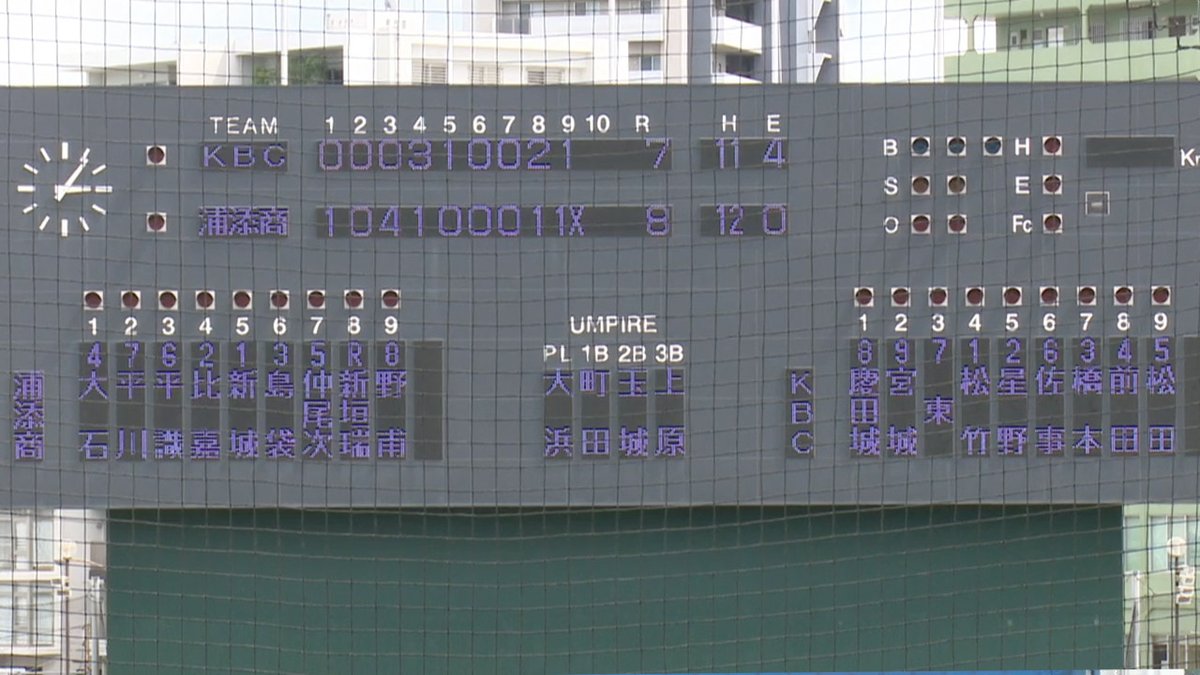 TEAM 1 2 3 4 5 6 7 8 9 10 R H E
KBC 000310021 7 11 4
浦添商 104100011X 8 12 0
B H
S E
O Fc
1 2 3 4 5 6 7 8 9
4 7 6 2 1 3 5 R 8
浦添商
大石 平川 平識 比嘉 新城 島袋 仲尾次 新垣瑞 野甫
UMPIRE
PL 1B 2B 3B
大浜 町田 玉城 上原
1 2 3 4 5 6 7 8 9
8 9 7 1 2 6 3 4 5
KBC
慶田城 宮城 東 松竹 星野 佐事 橋本 前田 松田